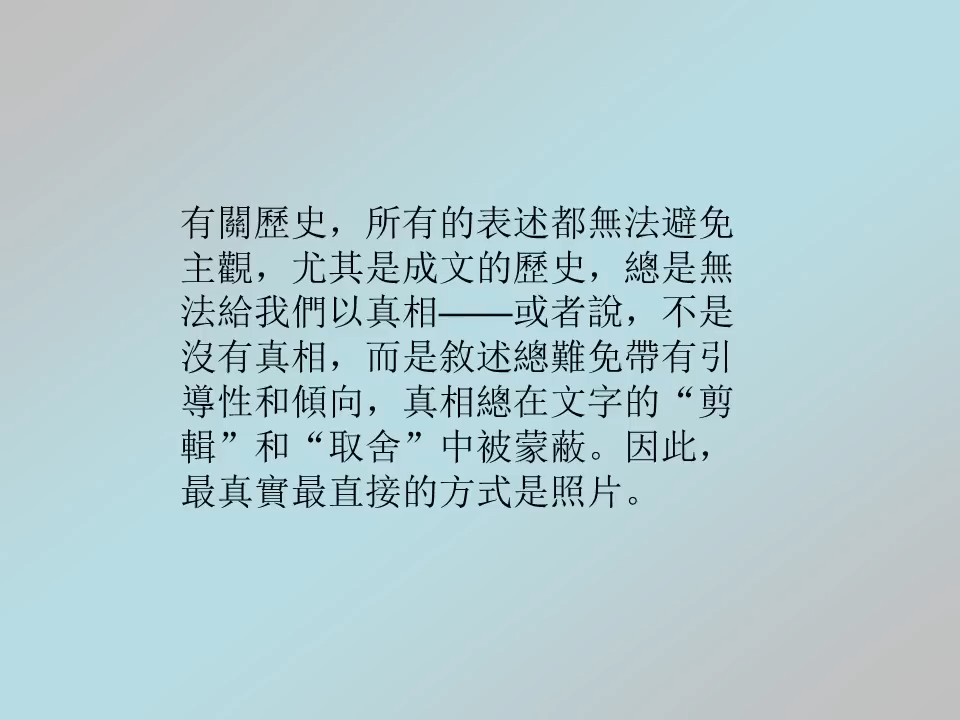 有關歷史，所有的表述都無法避免
主觀，尤其是成文的歷史，總是無
法給我們以真相——或者說，不是
沒有真相，而是敘述總難免帶有引
導性和傾向，真相總在文字的“剪
輯”和“取舍”中被蒙蔽。因此，
最真實最直接的方式是照片。